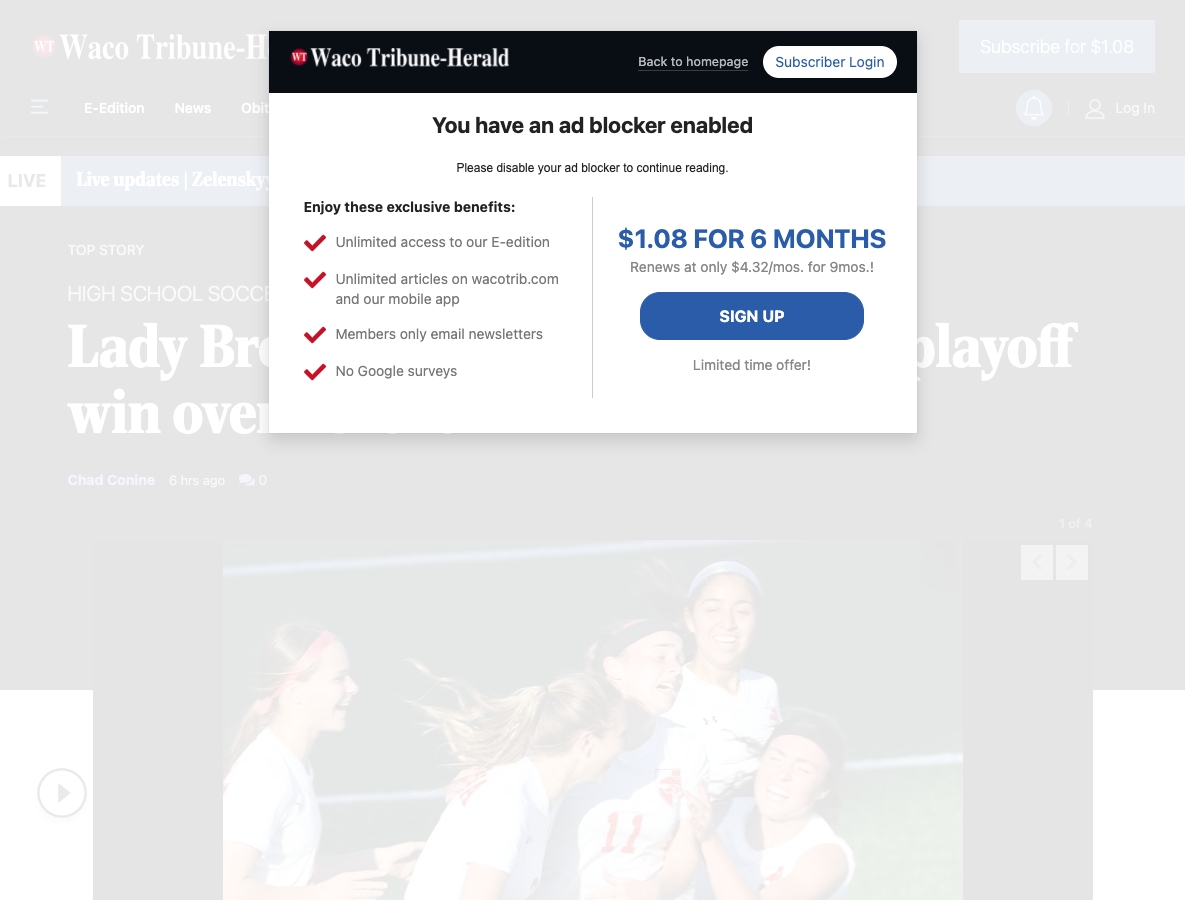 WT Waco Tribune-H
Subscribe for $1.08
E-Edition News Obit
Log In
LIVE Live updates | Zelenskyy
TOP STORY
HIGH SCHOOL SOCCE
Lady playoff
win over
Chad Conine 6 hrs ago 0
1 of 4
11
WT Waco Tribune-Herald
Back to homepage
Subscriber Login
You have an ad blocker enabled
Please disable your ad blocker to continue reading.
Enjoy these exclusive benefits:
Unlimited access to our E-edition
Unlimited articles on wacotrib.com
and our mobile app
Members only email newsletters
No Google surveys
$1.08 FOR 6 MONTHS
Renews at only $4.32/mos. for 9mos.!
SIGN UP
Limited time offer!